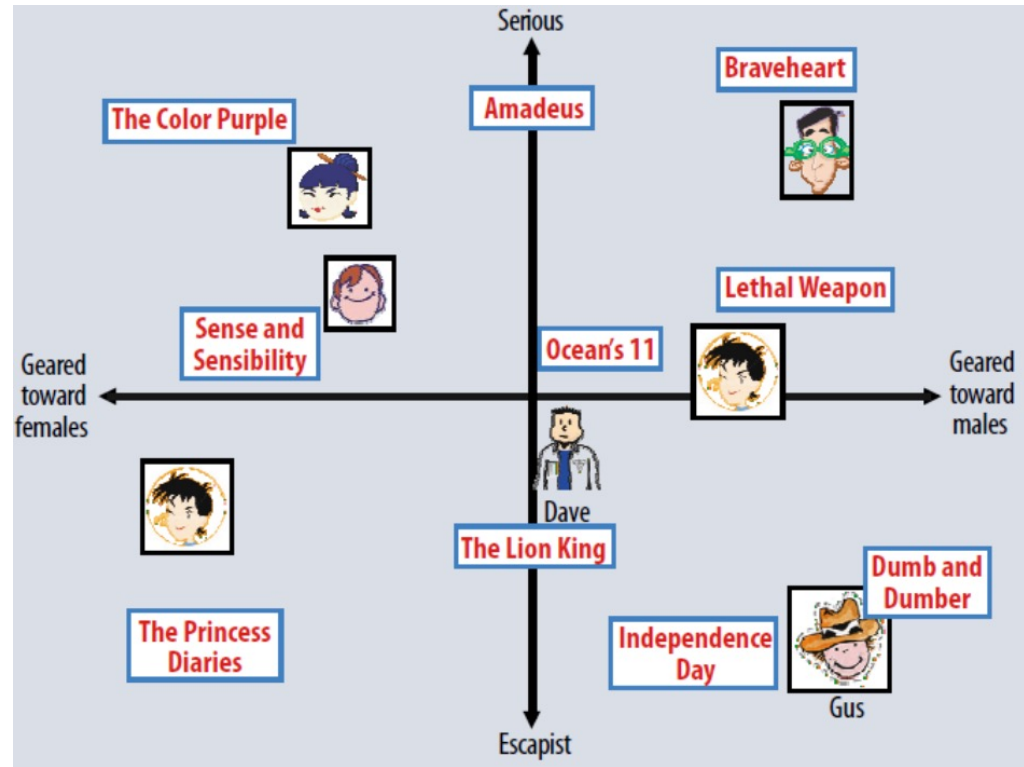 Serious
Braveheart
The Color Purple
Amadeus
Lethal Weapon
Sense and
Sensibility
Ocean's 11
Geared
toward
females
Geared
toward
males
Dave
The Lion King
Dumb and
Dumber
The Princess
Diaries
Independence
Day
Gus
Escapist